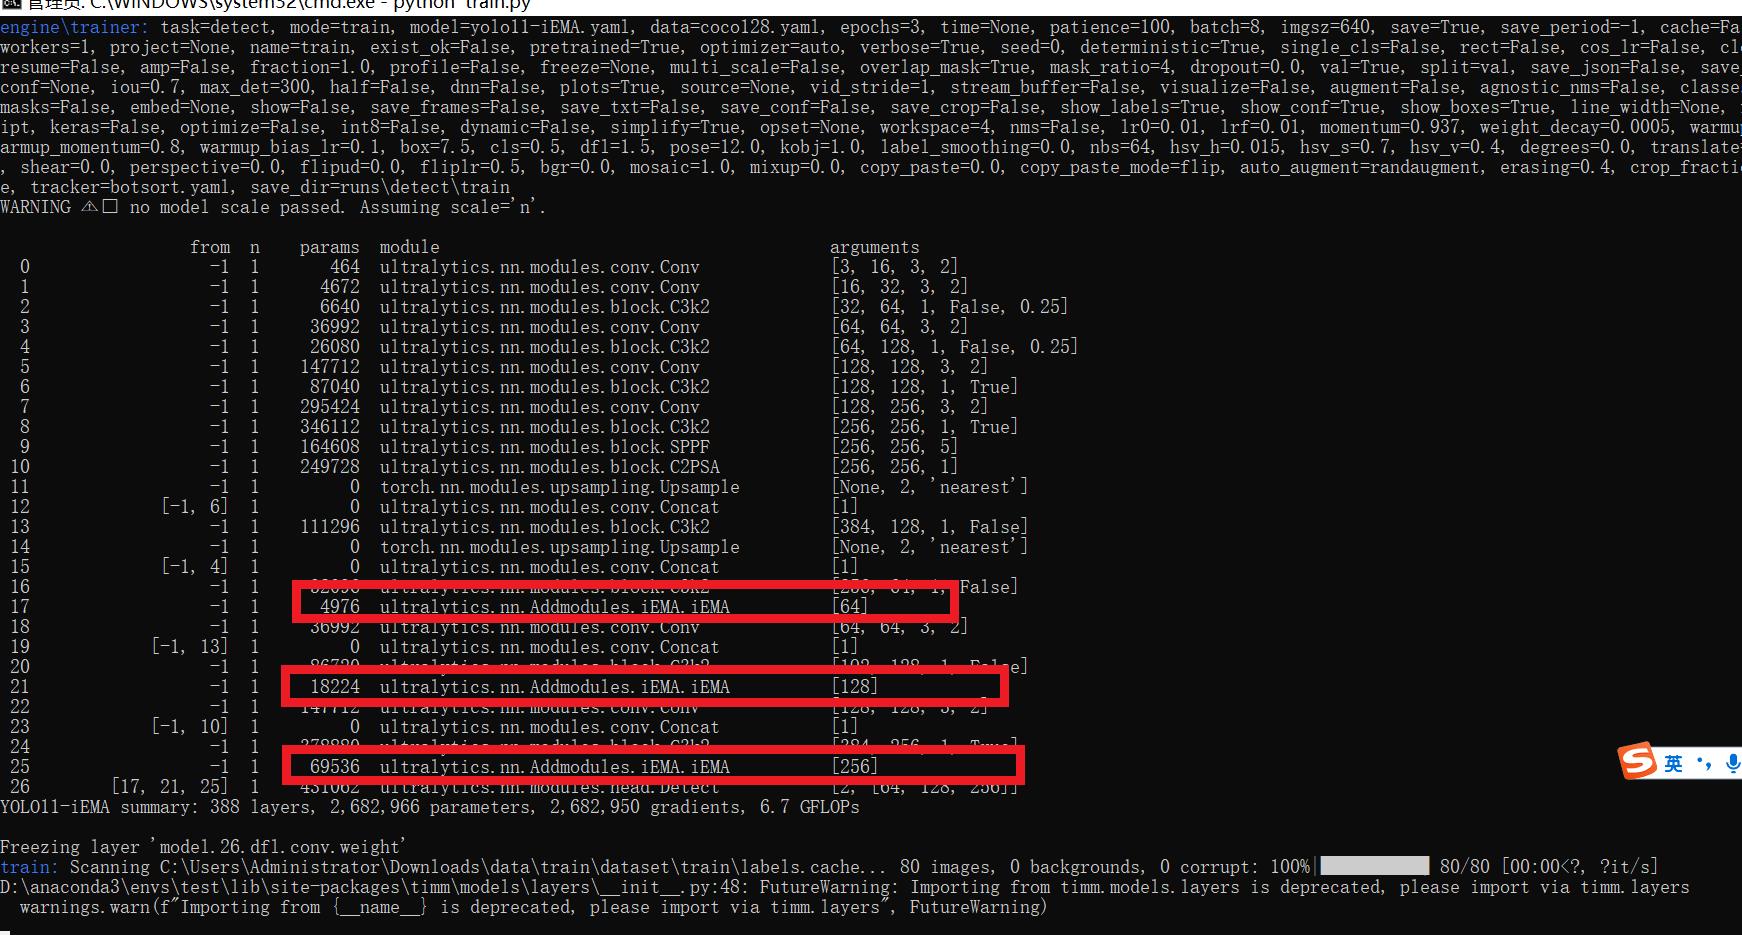 管理员: C:\WINDOWS\system32\cmd.exe - python train.py
engine\trainer: task=detect, mode=train, model=yolo11-iEMA.yaml, data=coco128.yaml, epochs=3, time=None, patience=100, batch=8, imgsz=640, save=True, save_period=-1, cache=Fa
workers=1, project=None, name=train, exist_ok=False, pretrained=True, optimizer=auto, verbose=True, seed=0, deterministic=True, single_cls=False, rect=False, cos_lr=False, cl
resume=False, amp=False, fraction=1.0, profile=False, freeze=None, multi_scale=False, overlap_mask=True, mask_ratio=4, dropout=0.0, val=True, split=val, save_json=False, save_
conf=None, iou=0.7, max_det=300, half=False, dnn=False, plots=True, source=None, vid_stride=1, stream_buffer=False, visualize=False, augment=False, agnostic_nms=False, classe
masks=False, embed=None, show=False, save_frames=False, save_txt=False, save_conf=False, save_crop=False, show_labels=True, show_conf=True, show_boxes=True, line_width=None,
ipt, keras=False, optimize=False, int8=False, dynamic=False, simplify=True, opset=None, workspace=4, nms=False, lr0=0.01, lrf=0.01, momentum=0.937, weight_decay=0.0005, warmup
armup_momentum=0.8, warmup_bias_lr=0.1, box=7.5, cls=0.5, dfl=1.5, pose=12.0, kobj=1.0, label_smoothing=0.0, nbs=64, hsv_h=0.015, hsv_s=0.7, hsv_v=0.4, degrees=0.0, translate=
, shear=0.0, perspective=0.0, flipud=0.0, fliplr=0.5, bgr=0.0, mosaic=1.0, mixup=0.0, copy_paste=0.0, copy_paste_mode=flip, auto_augment=randaugment, erasing=0.4, crop_fracti
e, tracker=botsort.yaml, save_dir=runs\detect\train
WARNING ⚠□ no model scale passed. Assuming scale='n'.
from n params module arguments
0 -1 1 464 ultralytics.nn.modules.conv.Conv [3, 16, 3, 2]
1 -1 1 4672 ultralytics.nn.modules.conv.Conv [16, 32, 3, 2]
2 -1 1 6640 ultralytics.nn.modules.block.C3k2 [32, 64, 1, False, 0.25]
3 -1 1 36992 ultralytics.nn.modules.conv.Conv [64, 64, 3, 2]
4 -1 1 26080 ultralytics.nn.modules.block.C3k2 [64, 128, 1, False, 0.25]
5 -1 1 147712 ultralytics.nn.modules.conv.Conv [128, 128, 3, 2]
6 -1 1 87040 ultralytics.nn.modules.block.C3k2 [128, 128, 1, True]
7 -1 1 295424 ultralytics.nn.modules.conv.Conv [128, 256, 3, 2]
8 -1 1 346112 ultralytics.nn.modules.block.C3k2 [256, 256, 1, True]
9 -1 1 164608 ultralytics.nn.modules.block.SPPF [256, 256, 5]
10 -1 1 249728 ultralytics.nn.modules.block.C2PSA [256, 256, 1]
11 -1 1 0 torch.nn.modules.upsampling.Upsample [None, 2, 'nearest']
12 [-1, 6] 1 0 ultralytics.nn.modules.conv.Concat [1]
13 -1 1 111296 ultralytics.nn.modules.block.C3k2 [384, 128, 1, False]
14 -1 1 0 torch.nn.modules.upsampling.Upsample [None, 2, 'nearest']
15 [-1, 4] 1 0 ultralytics.nn.modules.conv.Concat [1]
16 -1 1 32096 ultralytics.nn.modules.block.C3k2 [256, 64, 1, False]
17 -1 1 4976 ultralytics.nn.Addmodules.iEMA.iEMA [64]
18 -1 1 36992 ultralytics.nn.modules.conv.Conv [64, 64, 3, 2]
19 [-1, 13] 1 0 ultralytics.nn.modules.conv.Concat [1]
20 -1 1 86720 ultralytics.nn.modules.block.C3k2 [192, 128, 1, False]
21 -1 1 18224 ultralytics.nn.Addmodules.iEMA.iEMA [128]
22 -1 1 147712 ultralytics.nn.modules.conv.Conv [128, 128, 3, 2]
23 [-1, 10] 1 0 ultralytics.nn.modules.conv.Concat [1]
24 -1 1 378880 ultralytics.nn.modules.block.C3k2 [384, 256, 1, True]
25 -1 1 69536 ultralytics.nn.Addmodules.iEMA.iEMA [256]
26 [17, 21, 25] 1 431062 ultralytics.nn.modules.head.Detect [2, [64, 128, 256]]
YOLO11-iEMA summary: 388 layers, 2,682,966 parameters, 2,682,950 gradients, 6.7 GFLOPs
Freezing layer 'model.26.dfl.conv.weight'
train: Scanning C:\Users\Administrator\Downloads\data\train\dataset\train\labels.cache... 80 images, 0 backgrounds, 0 corrupt: 100%|██████████| 80/80 [00:00<?, ?it/s]
D:\anaconda3\envs\test\lib\site-packages\timm\models\layers\__init__.py:48: FutureWarning: Importing from timm.models.layers is deprecated, please import via timm.layers
warnings.warn(f"Importing from {__name__} is deprecated, please import via timm.layers", FutureWarning)
S 英